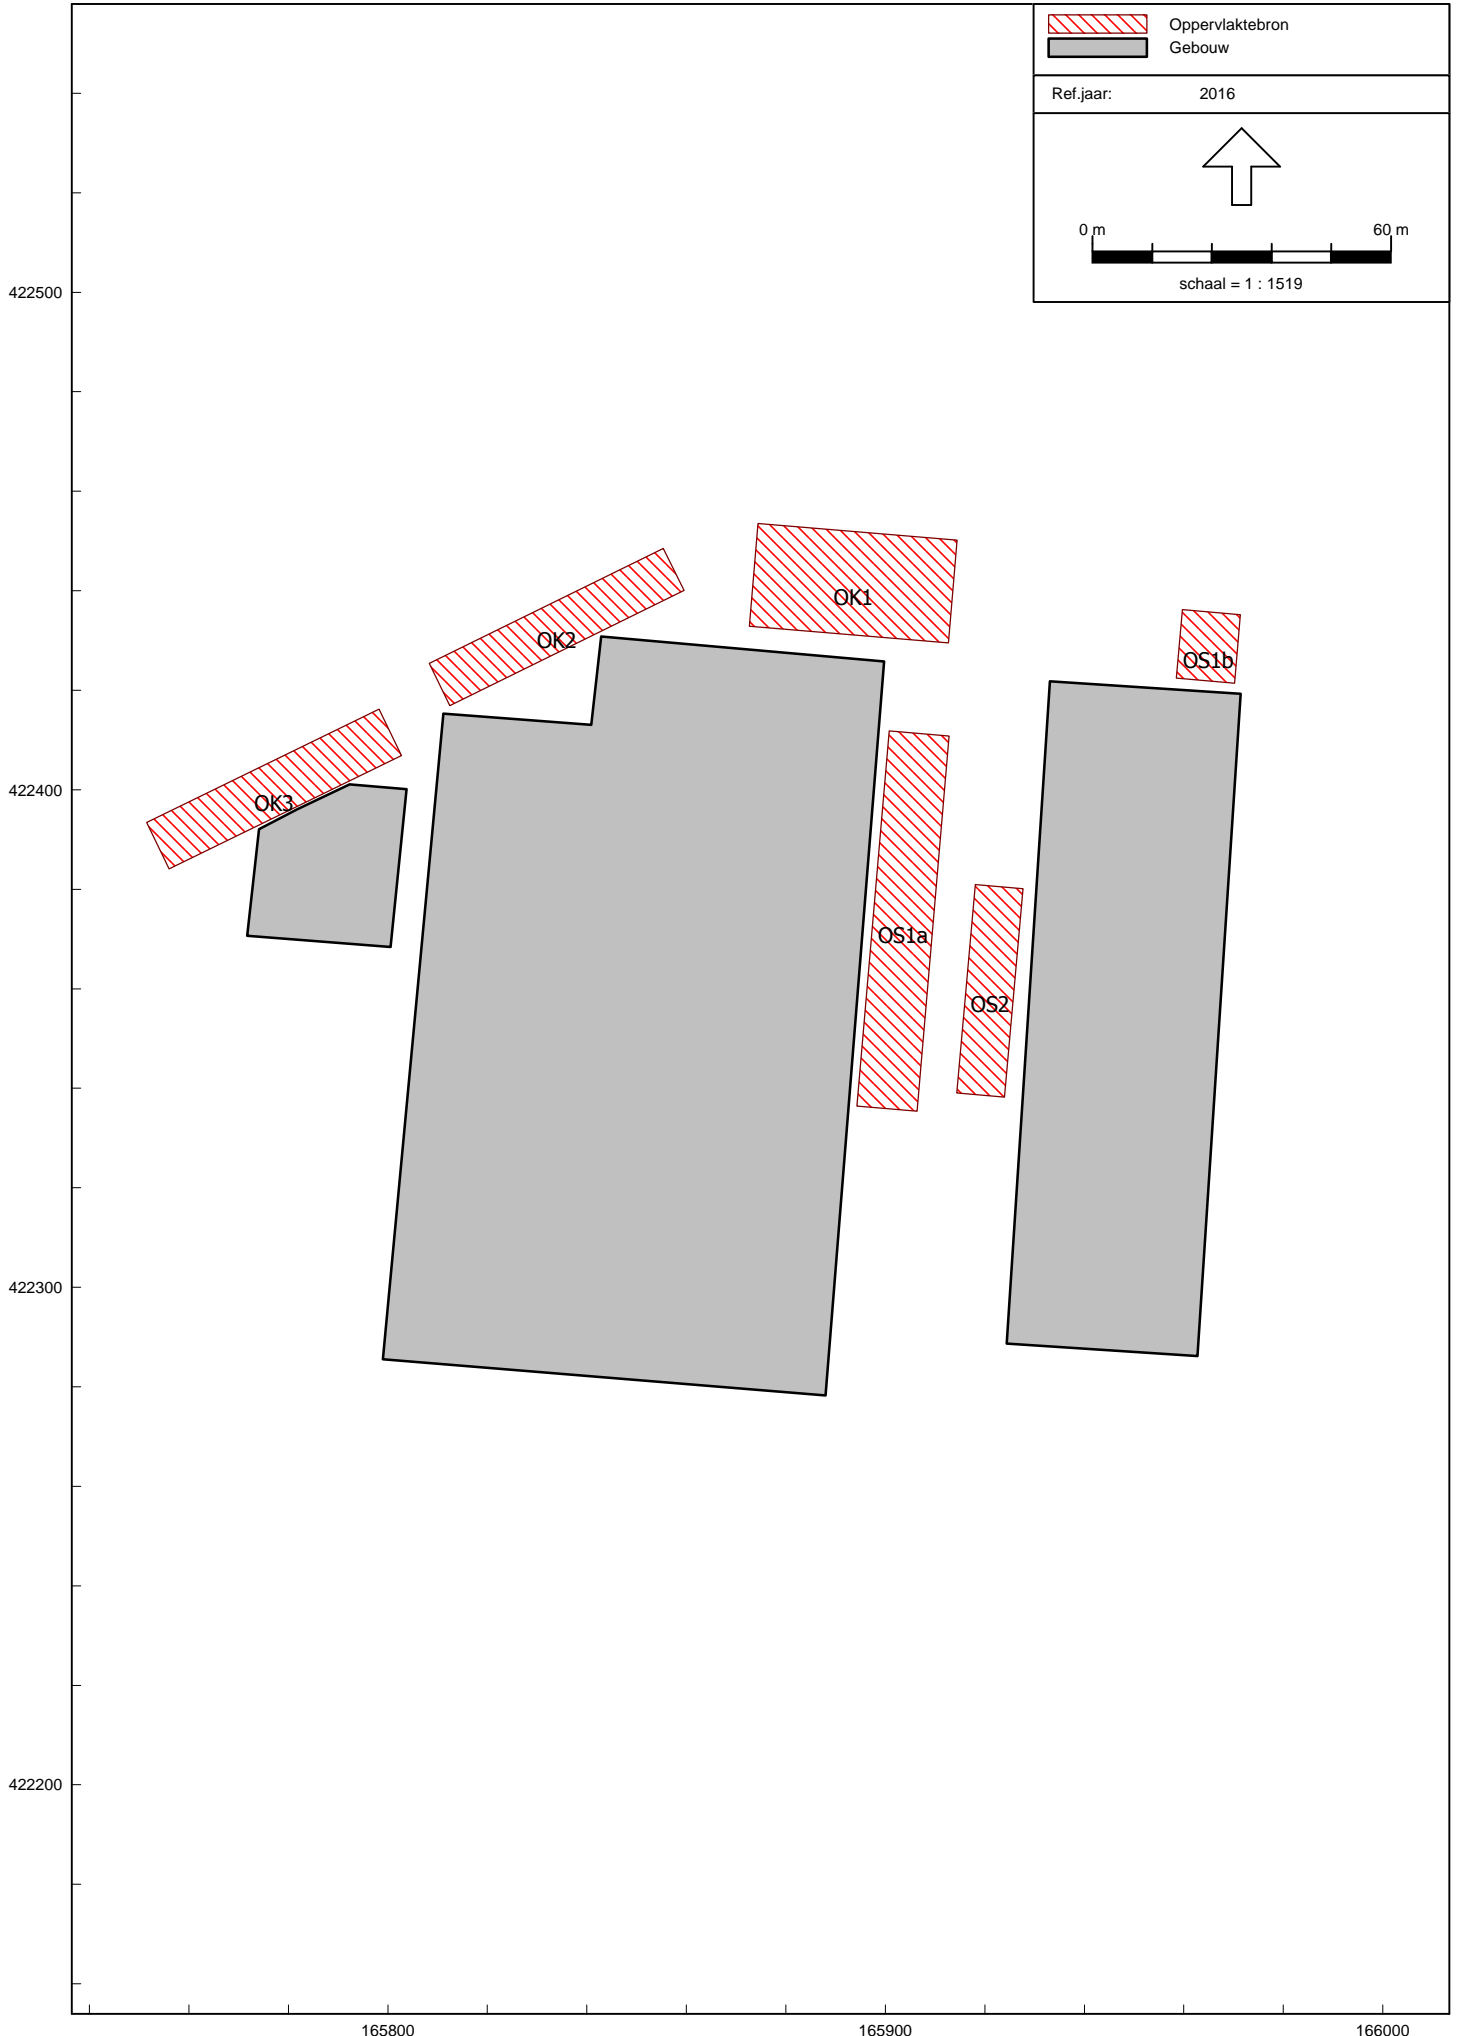 Oppervlaktebron
Gebouw
Ref.jaar: 2016
0 m 60 m
schaal = 1 : 1519
422500
OK1
OK2
OS1b
422400
OK3
OS1a
OS2
422300
422200
165800 165900 166000